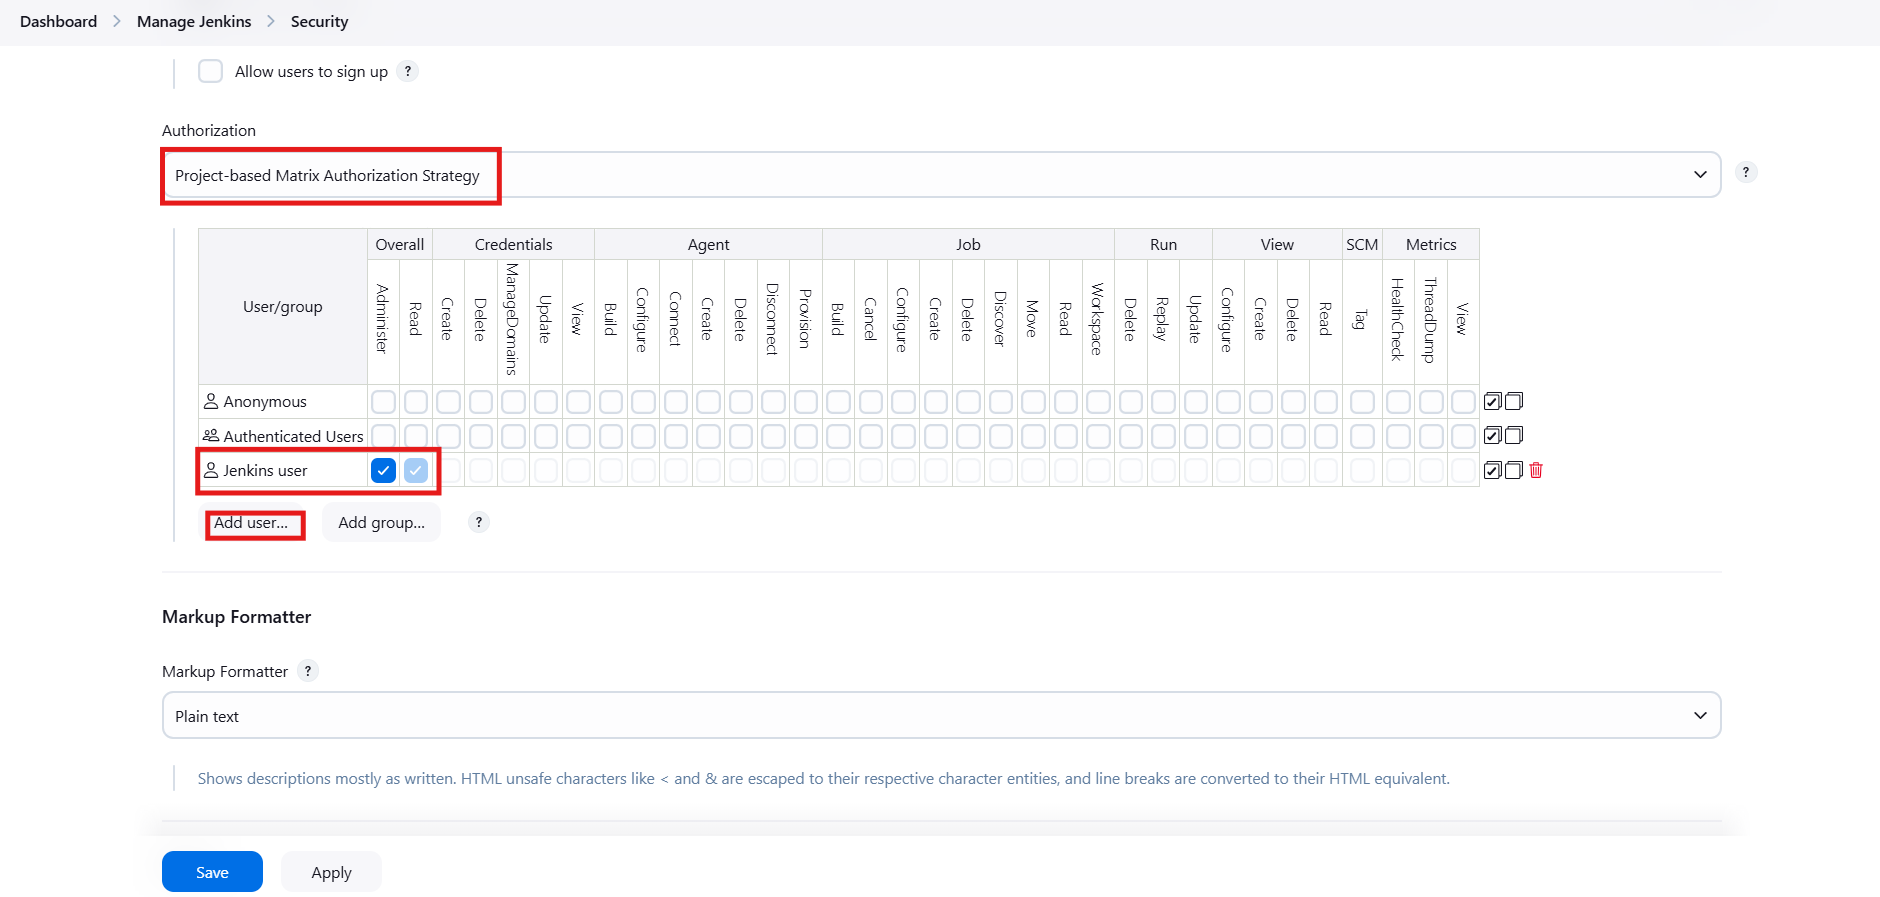 Dashboard > Manage Jenkins > Security
Allow users to sign up ?
Authorization
Project-based Matrix Authorization Strategy
?
User/group Overall Credentials Agent Job Run View SCM Metrics
Administer Read Create Delete ManageDomains Update View Build Configure Connect Create Delete Disconnect Provision Build Cancel Configure Create Delete Discover Move Read Workspace Delete Replay Update Configure Create Delete Read Tag HealthCheck ThreadDump View
Anonymous
Authenticated Users
Jenkins user
Add user... Add group... ?
Markup Formatter
Markup Formatter ?
Plain text
Shows descriptions mostly as written. HTML unsafe characters like < and & are escaped to their respective character entities, and line breaks are converted to their HTML equivalent.
Save Apply